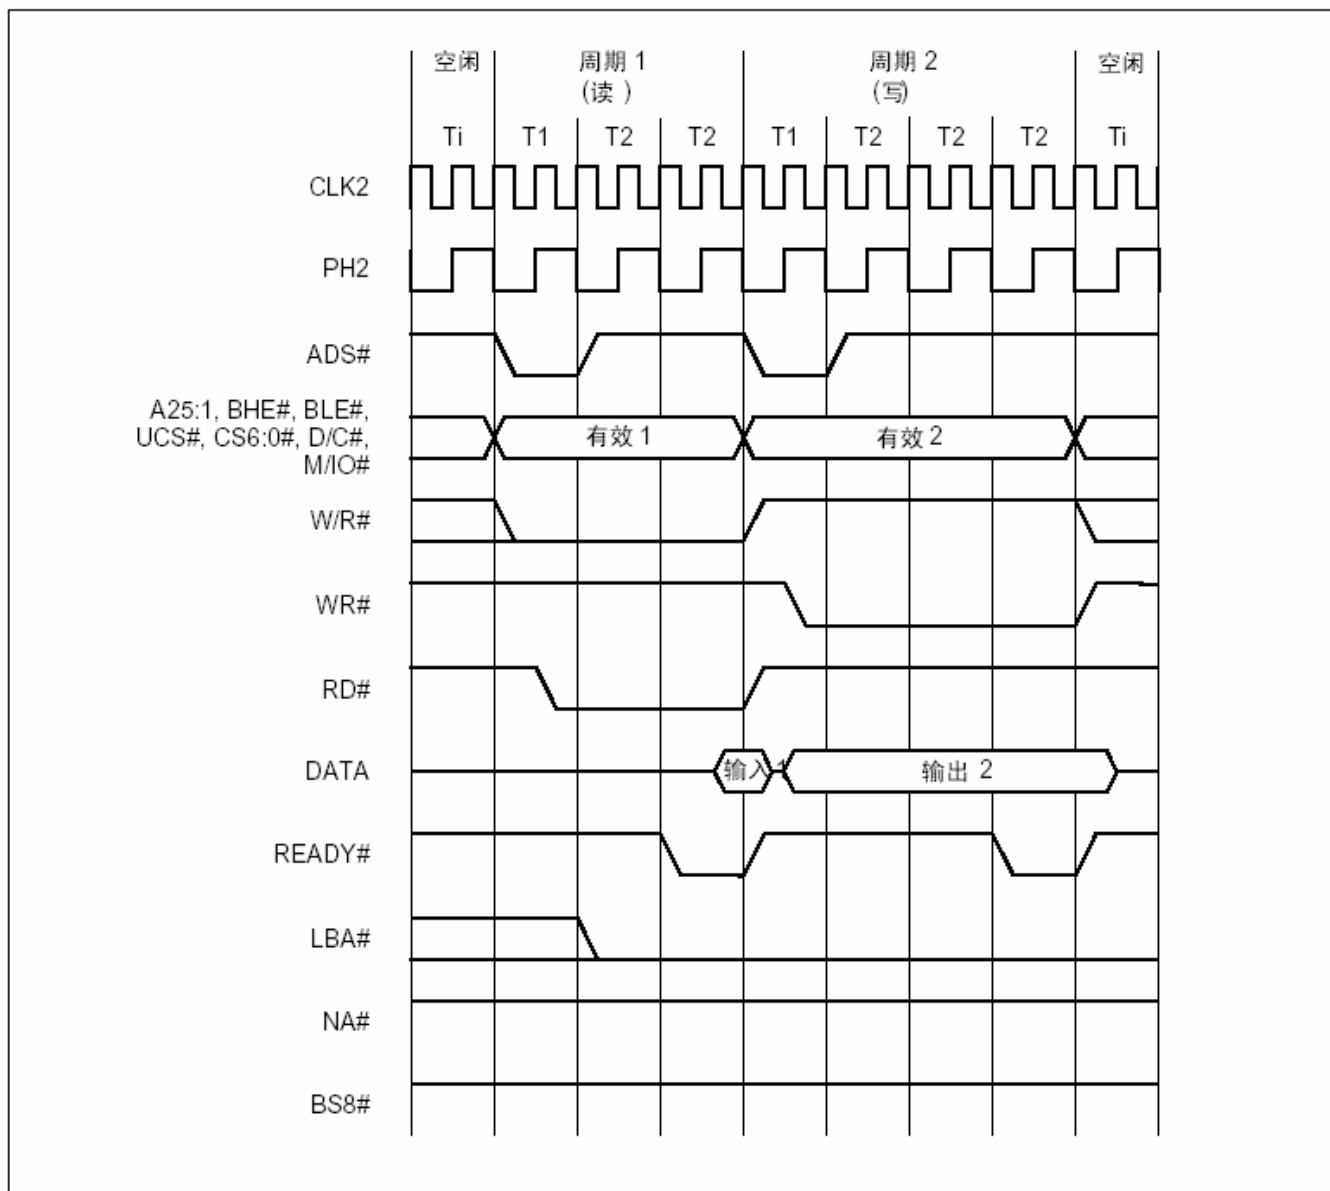 空闲 周期 1 周期 2 空闲
(读 ) (写)
Ti T1 T2 T2 T1 T2 T2 T2 Ti
CLK2
PH2
ADS#
A25:1, BHE#, BLE#,
UCS#, CS6:0#, D/C#,
M/IO#
有效 1 有效 2
W/R#
WR#
RD#
DATA 输入 1 输出 2
READY#
LBA#
NA#
BS8#